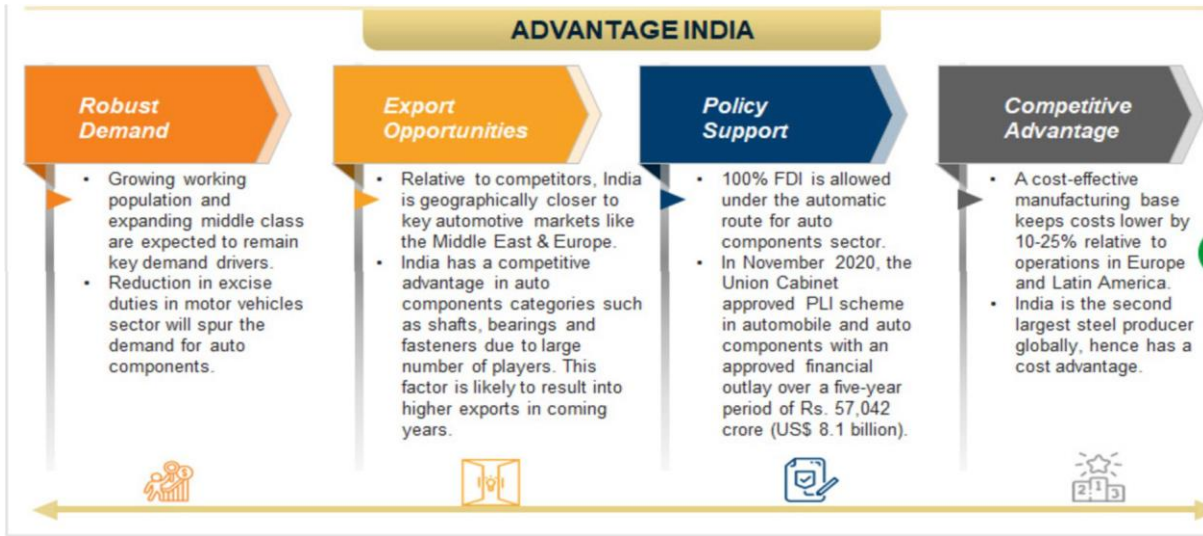 ADVANTAGE INDIA
Robust
Demand
• Growing working
population and
expanding middle class
are expected to remain
key demand drivers.
• Reduction in excise
duties in motor vehicles
sector will spur the
demand for auto
components.
Export
Opportunities
• Relative to competitors, India
is geographically closer to
key automotive markets like
the Middle East & Europe.
• India has a competitive
advantage in auto
components categories such
as shafts, bearings and
fasteners due to large
number of players. This
factor is likely to result into
higher exports in coming
years.
Policy
Support
• 100% FDI is allowed
under the automatic
route for auto
components sector.
• In November 2020, the
Union Cabinet
approved PLI scheme
in automobile and auto
components with an
approved financial
outlay over a five-year
period of Rs. 57,042
crore (US$ 8.1 billion).
Competitive
Advantage
• A cost-effective
manufacturing base
keeps costs lower by
10-25% relative to
operations in Europe
and Latin America.
• India is the second
largest steel producer
globally, hence has a
cost advantage.
$
2 1 3